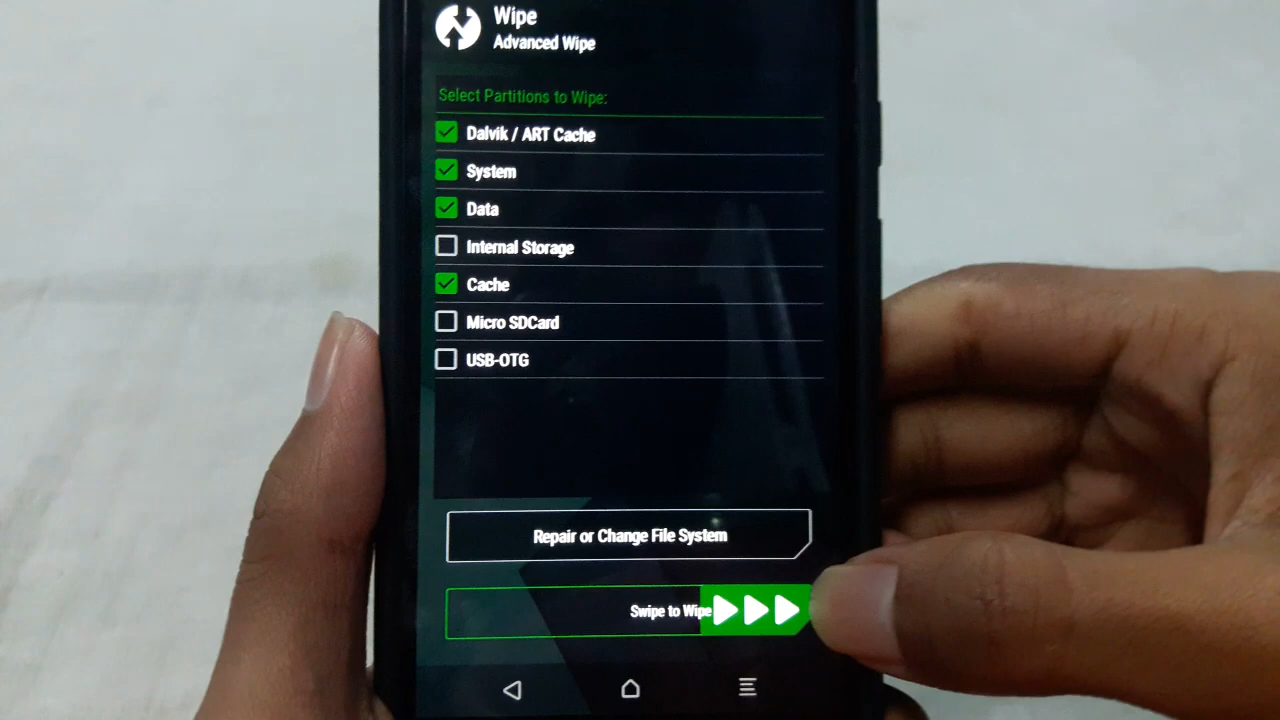 Wipe
Advanced Wipe
Select Partitions to Wipe:
Dalvik / ART Cache
System
Data
Internal Storage
Cache
Micro SDCard
USB-OTG
Repair or Change File System
Swipe to Wipe